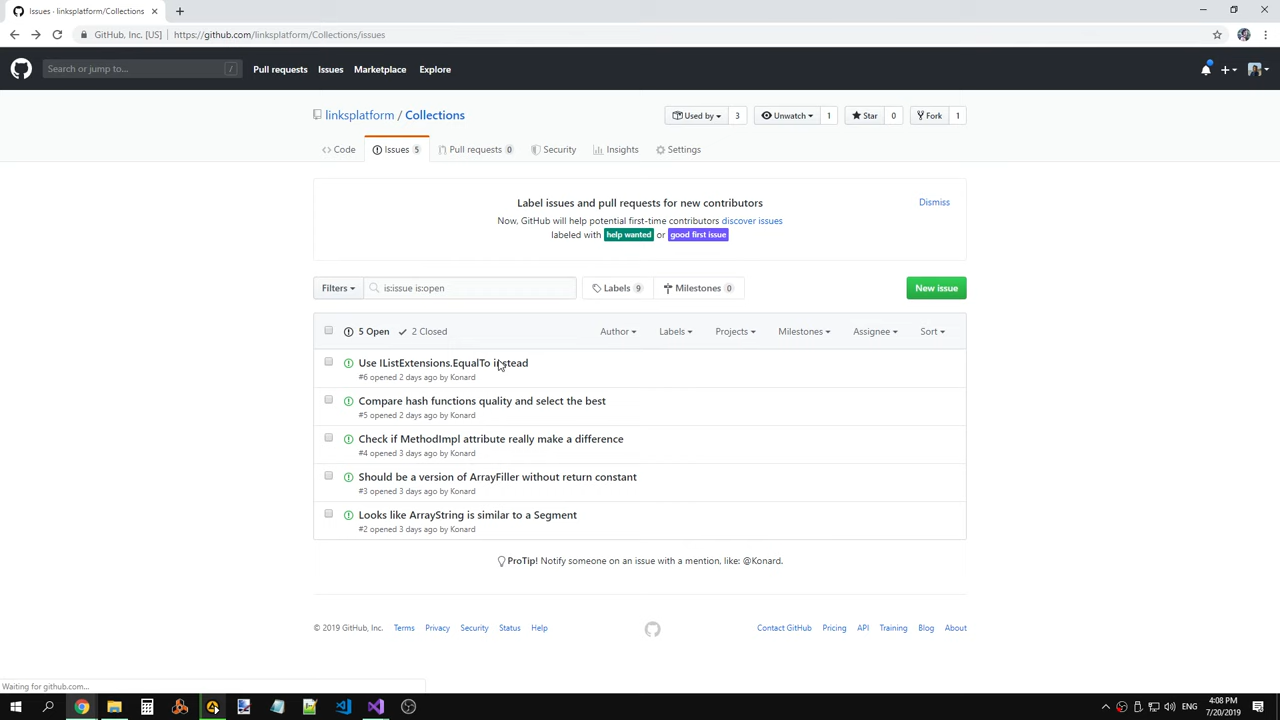 Issues · linksplatform/Collections
GitHub, Inc. [US] | https://github.com/linksplatform/Collections/issues
Search or jump to... /
Pull requests Issues Marketplace Explore
linksplatform / Collections
Used by 3 Unwatch 1 Star 0 Fork 1
Code Issues 5 Pull requests 0 Security Insights Settings
Label issues and pull requests for new contributors
Dismiss
Now, GitHub will help potential first-time contributors discover issues
labeled with help wanted or good first issue
Filters is:issue is:open Labels 9 Milestones 0 New issue
5 Open 2 Closed Author Labels Projects Milestones Assignee Sort
Use IListExtensions.EqualTo instead
#6 opened 2 days ago by Konard
Compare hash functions quality and select the best
#5 opened 2 days ago by Konard
Check if MethodImpl attribute really make a difference
#4 opened 3 days ago by Konard
Should be a version of ArrayFiller without return constant
#3 opened 3 days ago by Konard
Looks like ArrayString is similar to a Segment
#2 opened 3 days ago by Konard
ProTip! Notify someone on an issue with a mention, like: @Konard.
© 2019 GitHub, Inc. Terms Privacy Security Status Help Contact GitHub Pricing API Training Blog About
Waiting for github.com...
ENG
4:08 PM
7/20/2019